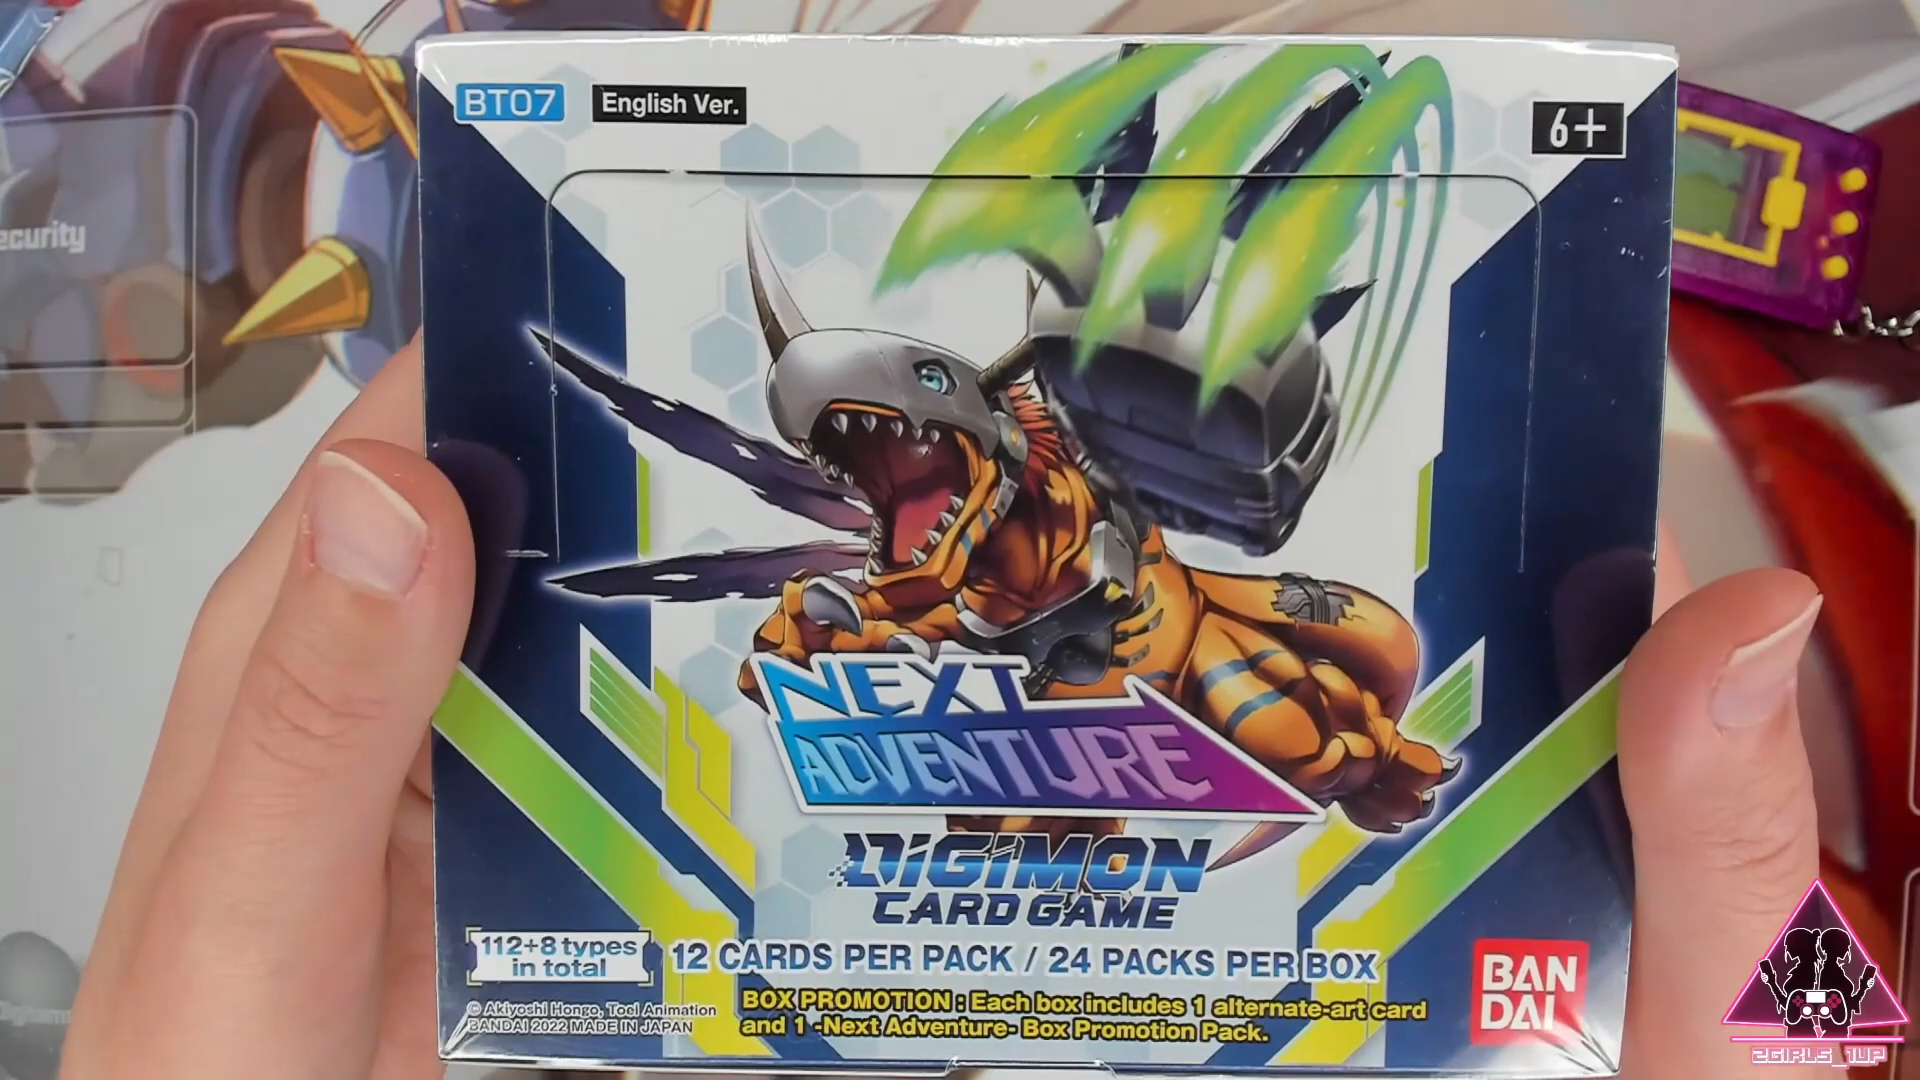 BT07
English Ver.
6+
ecurity
NEXT
ADVENTURE
DIGIMON
CARD GAME
112+8 types
in total
12 CARDS PER PACK / 24 PACKS PER BOX
BAN
DAI
© Akiyoshi Hongo, Toei Animation
BANDAI 2022 MADE IN JAPAN
BOX PROMOTION : Each box includes 1 alternate-art card
and 1 -Next Adventure- Box Promotion Pack.
2GIRLS_1UP